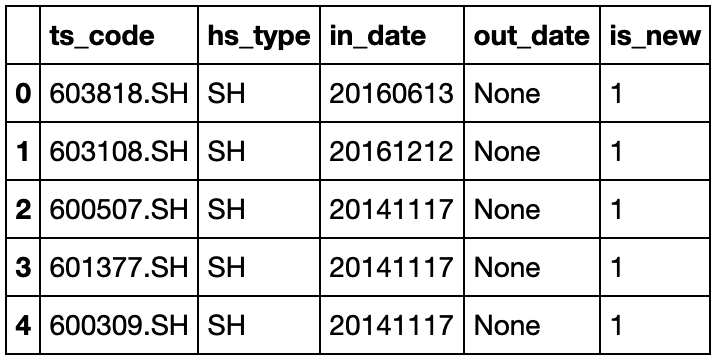 ts_code hs_type in_date out_date is_new
0 603818.SH SH 20160613 None 1
1 603108.SH SH 20161212 None 1
2 600507.SH SH 20141117 None 1
3 601377.SH SH 20141117 None 1
4 600309.SH SH 20141117 None 1